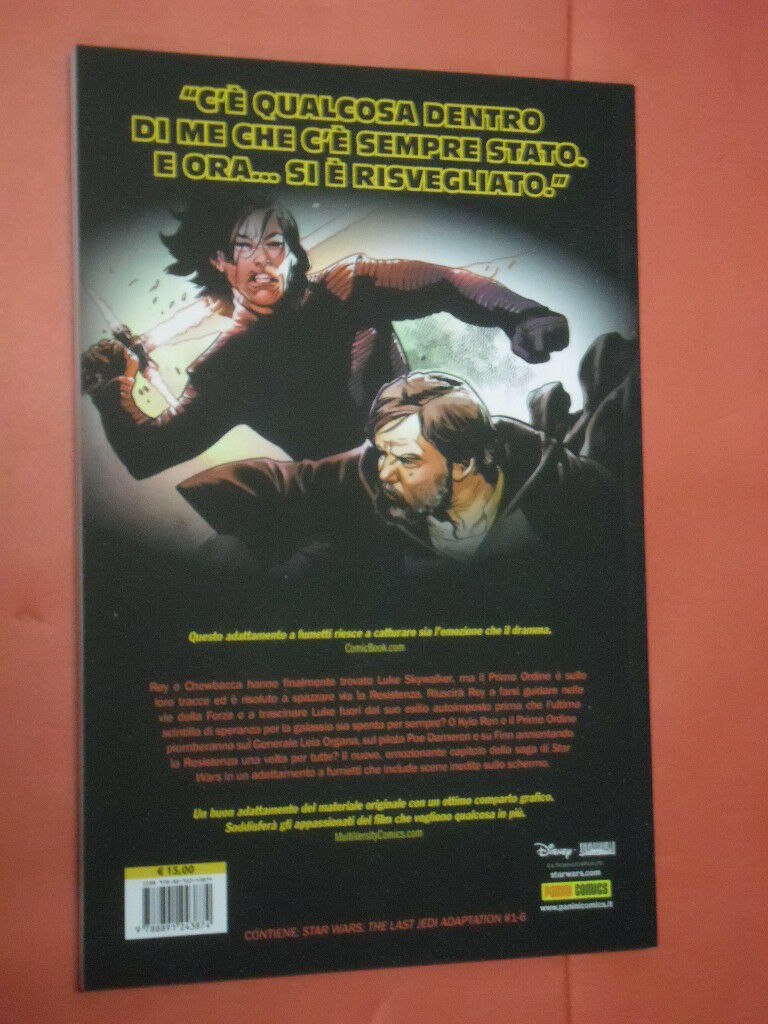 "C'È QUALCOSA DENTRO
DI ME CHE C'È SEMPRE STATO.
E ORA... SI È RISVEGLIATO."
Questo adattamento a fumetti riesce a catturare sia l'emozione che il dramma.
ComicBook.com
Rey e Chewbacca hanno finalmente trovato Luke Skywalker, ma il Primo Ordine è sulle
loro tracce ed è risoluto a spazzare via la Resistenza. Riuscirà Rey a farsi guidare nelle
vie della Forza e a trascinare Luke fuori dal suo esilio autoimposto prima che l'ultima
scintilla di speranza per la galassia sia spenta per sempre? O Kylo Ren e il Primo Ordine
piomberanno sul Generale Leia Organa, sul pilota Poe Dameron e su Finn annientando
la Resistenza una volta per tutte? Il nuovo, emozionante capitolo della saga di Star
Wars in un adattamento a fumetti che include scene inedite sullo schermo.
Un buon adattamento del materiale originale con un ottimo comparto grafico.
Soddisferà gli appassionati del film che vogliono qualcosa in più.
MultiversityComics.com
€ 15,00
9 788891 243874
Disney ·
starwars.com
PANINI COMICS
www.paninicomics.it
CONTIENE: STAR WARS: THE LAST JEDI ADAPTATION #1-6